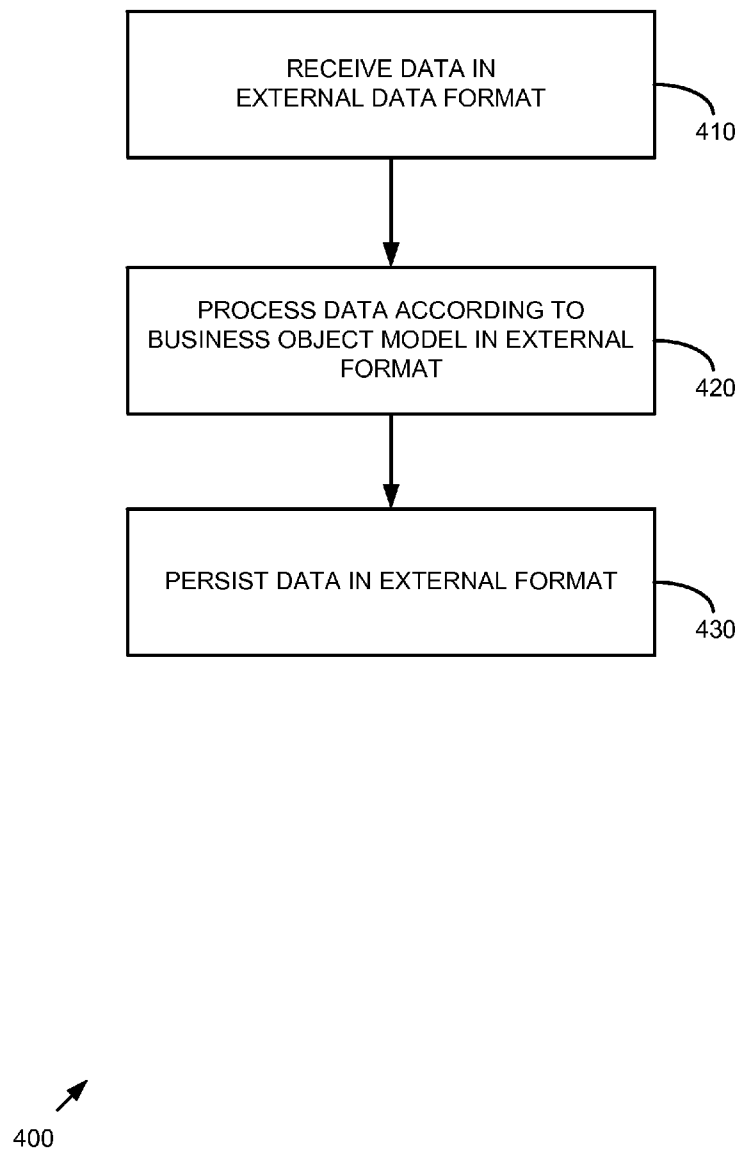 RECEIVE DATA IN
EXTERNAL DATA FORMAT
410
PROCESS DATA ACCORDING TO
BUSINESS OBJECT MODEL IN EXTERNAL
FORMAT
420
PERSIST DATA IN EXTERNAL FORMAT
430
400